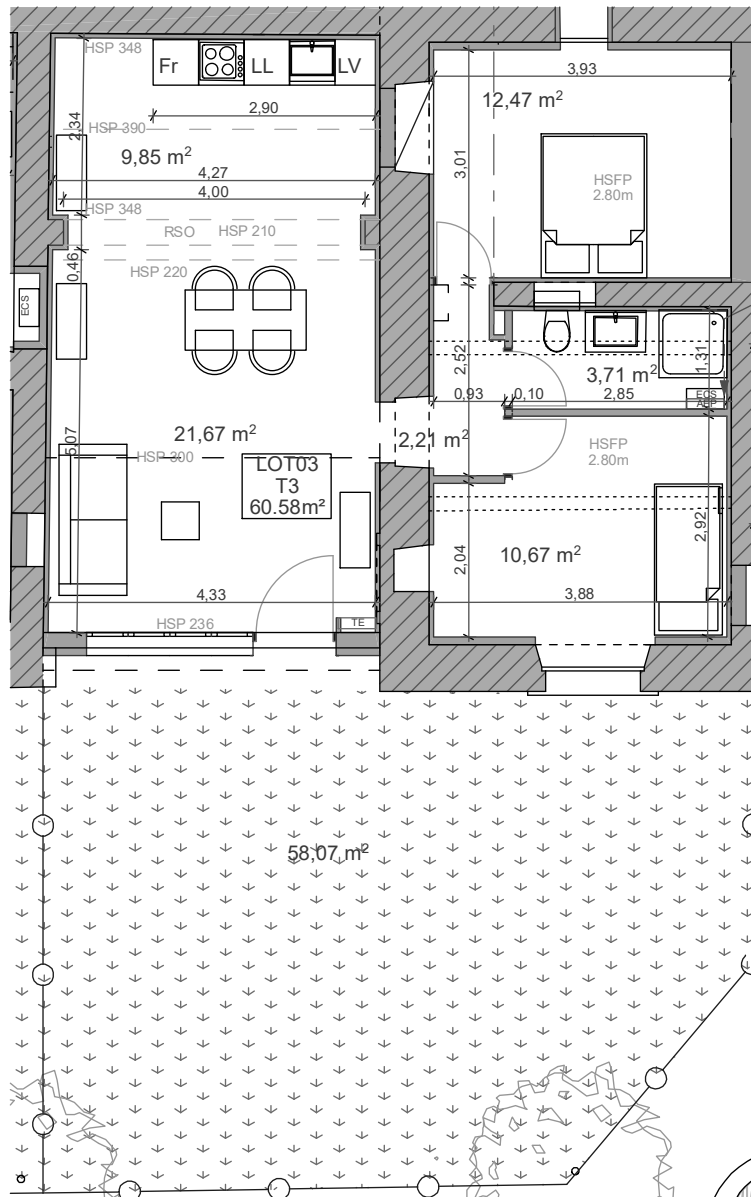 HSP 348
Fr
LL
LV
3,93
12,47 m²
2,90
2,34
HSP 390
9,85 m²
3,01
4,27
4,00
HSFP
2.80m
HSP 348
RSO
HSP 210
0,46
HSP 220
ECS
2,52
1,31
3,71 m²
0,93
0,10
2,85
ECS
21,67 m²
2,21 m²
5,07
HSP 300
HSFP
2.80m
LOT03
T3
60.58m²
2,92
2,04
10,67 m²
4,33
3,88
HSP 236
TE
58,07 m²